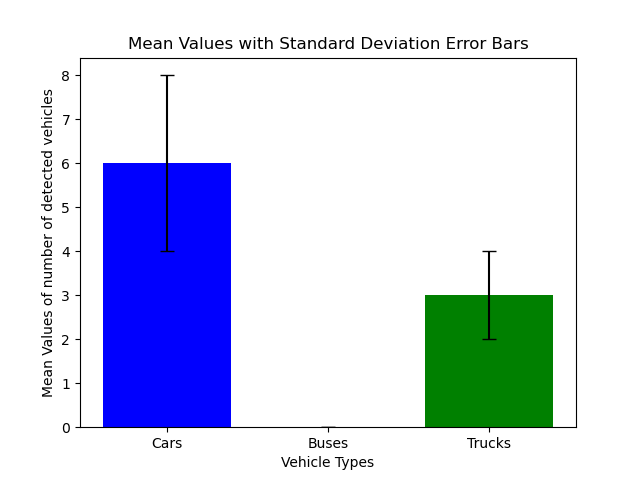 Mean Values with Standard Deviation Error Bars
Mean Values of number of detected vehicles
8
7
6
5
4
3
2
1
0
Cars Buses Trucks
Vehicle Types